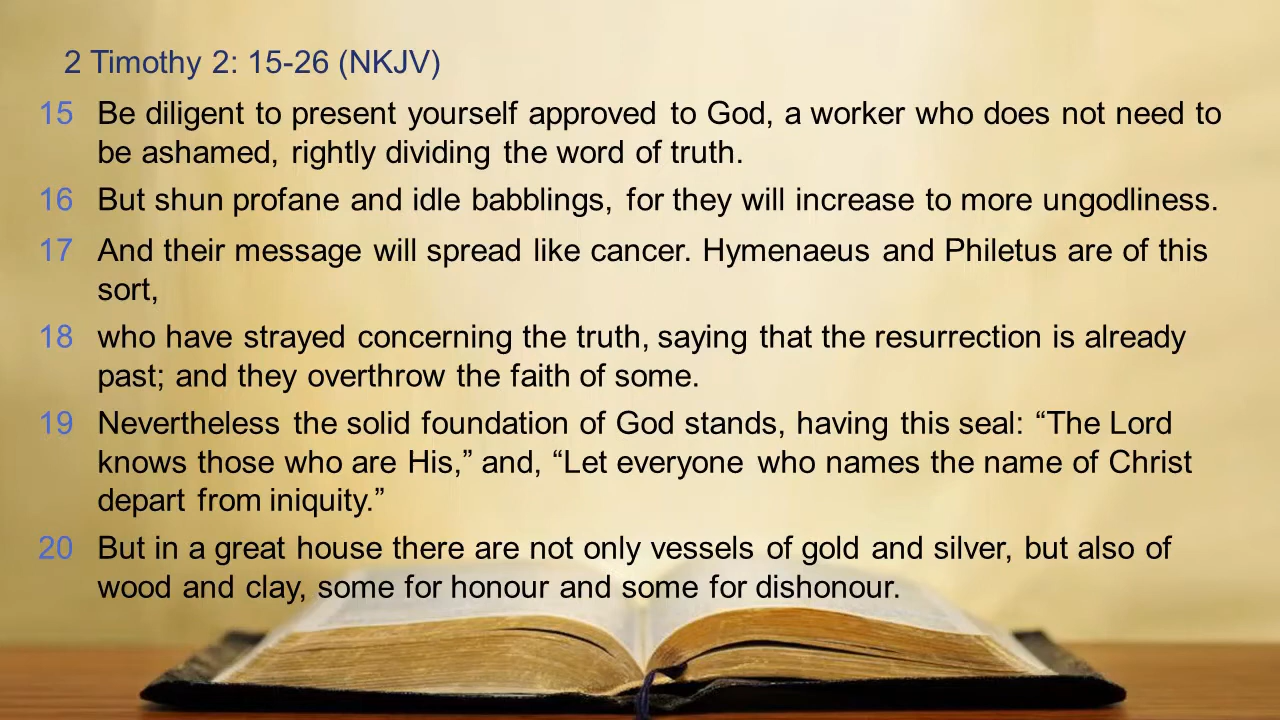 2 Timothy 2: 15-26 (NKJV)
15 Be diligent to present yourself approved to God, a worker who does not need to
be ashamed, rightly dividing the word of truth.
16 But shun profane and idle babblings, for they will increase to more ungodliness.
17 And their message will spread like cancer. Hymenaeus and Philetus are of this
sort,
18 who have strayed concerning the truth, saying that the resurrection is already
past; and they overthrow the faith of some.
19 Nevertheless the solid foundation of God stands, having this seal: “The Lord
knows those who are His,” and, “Let everyone who names the name of Christ
depart from iniquity.”
20 But in a great house there are not only vessels of gold and silver, but also of
wood and clay, some for honour and some for dishonour.